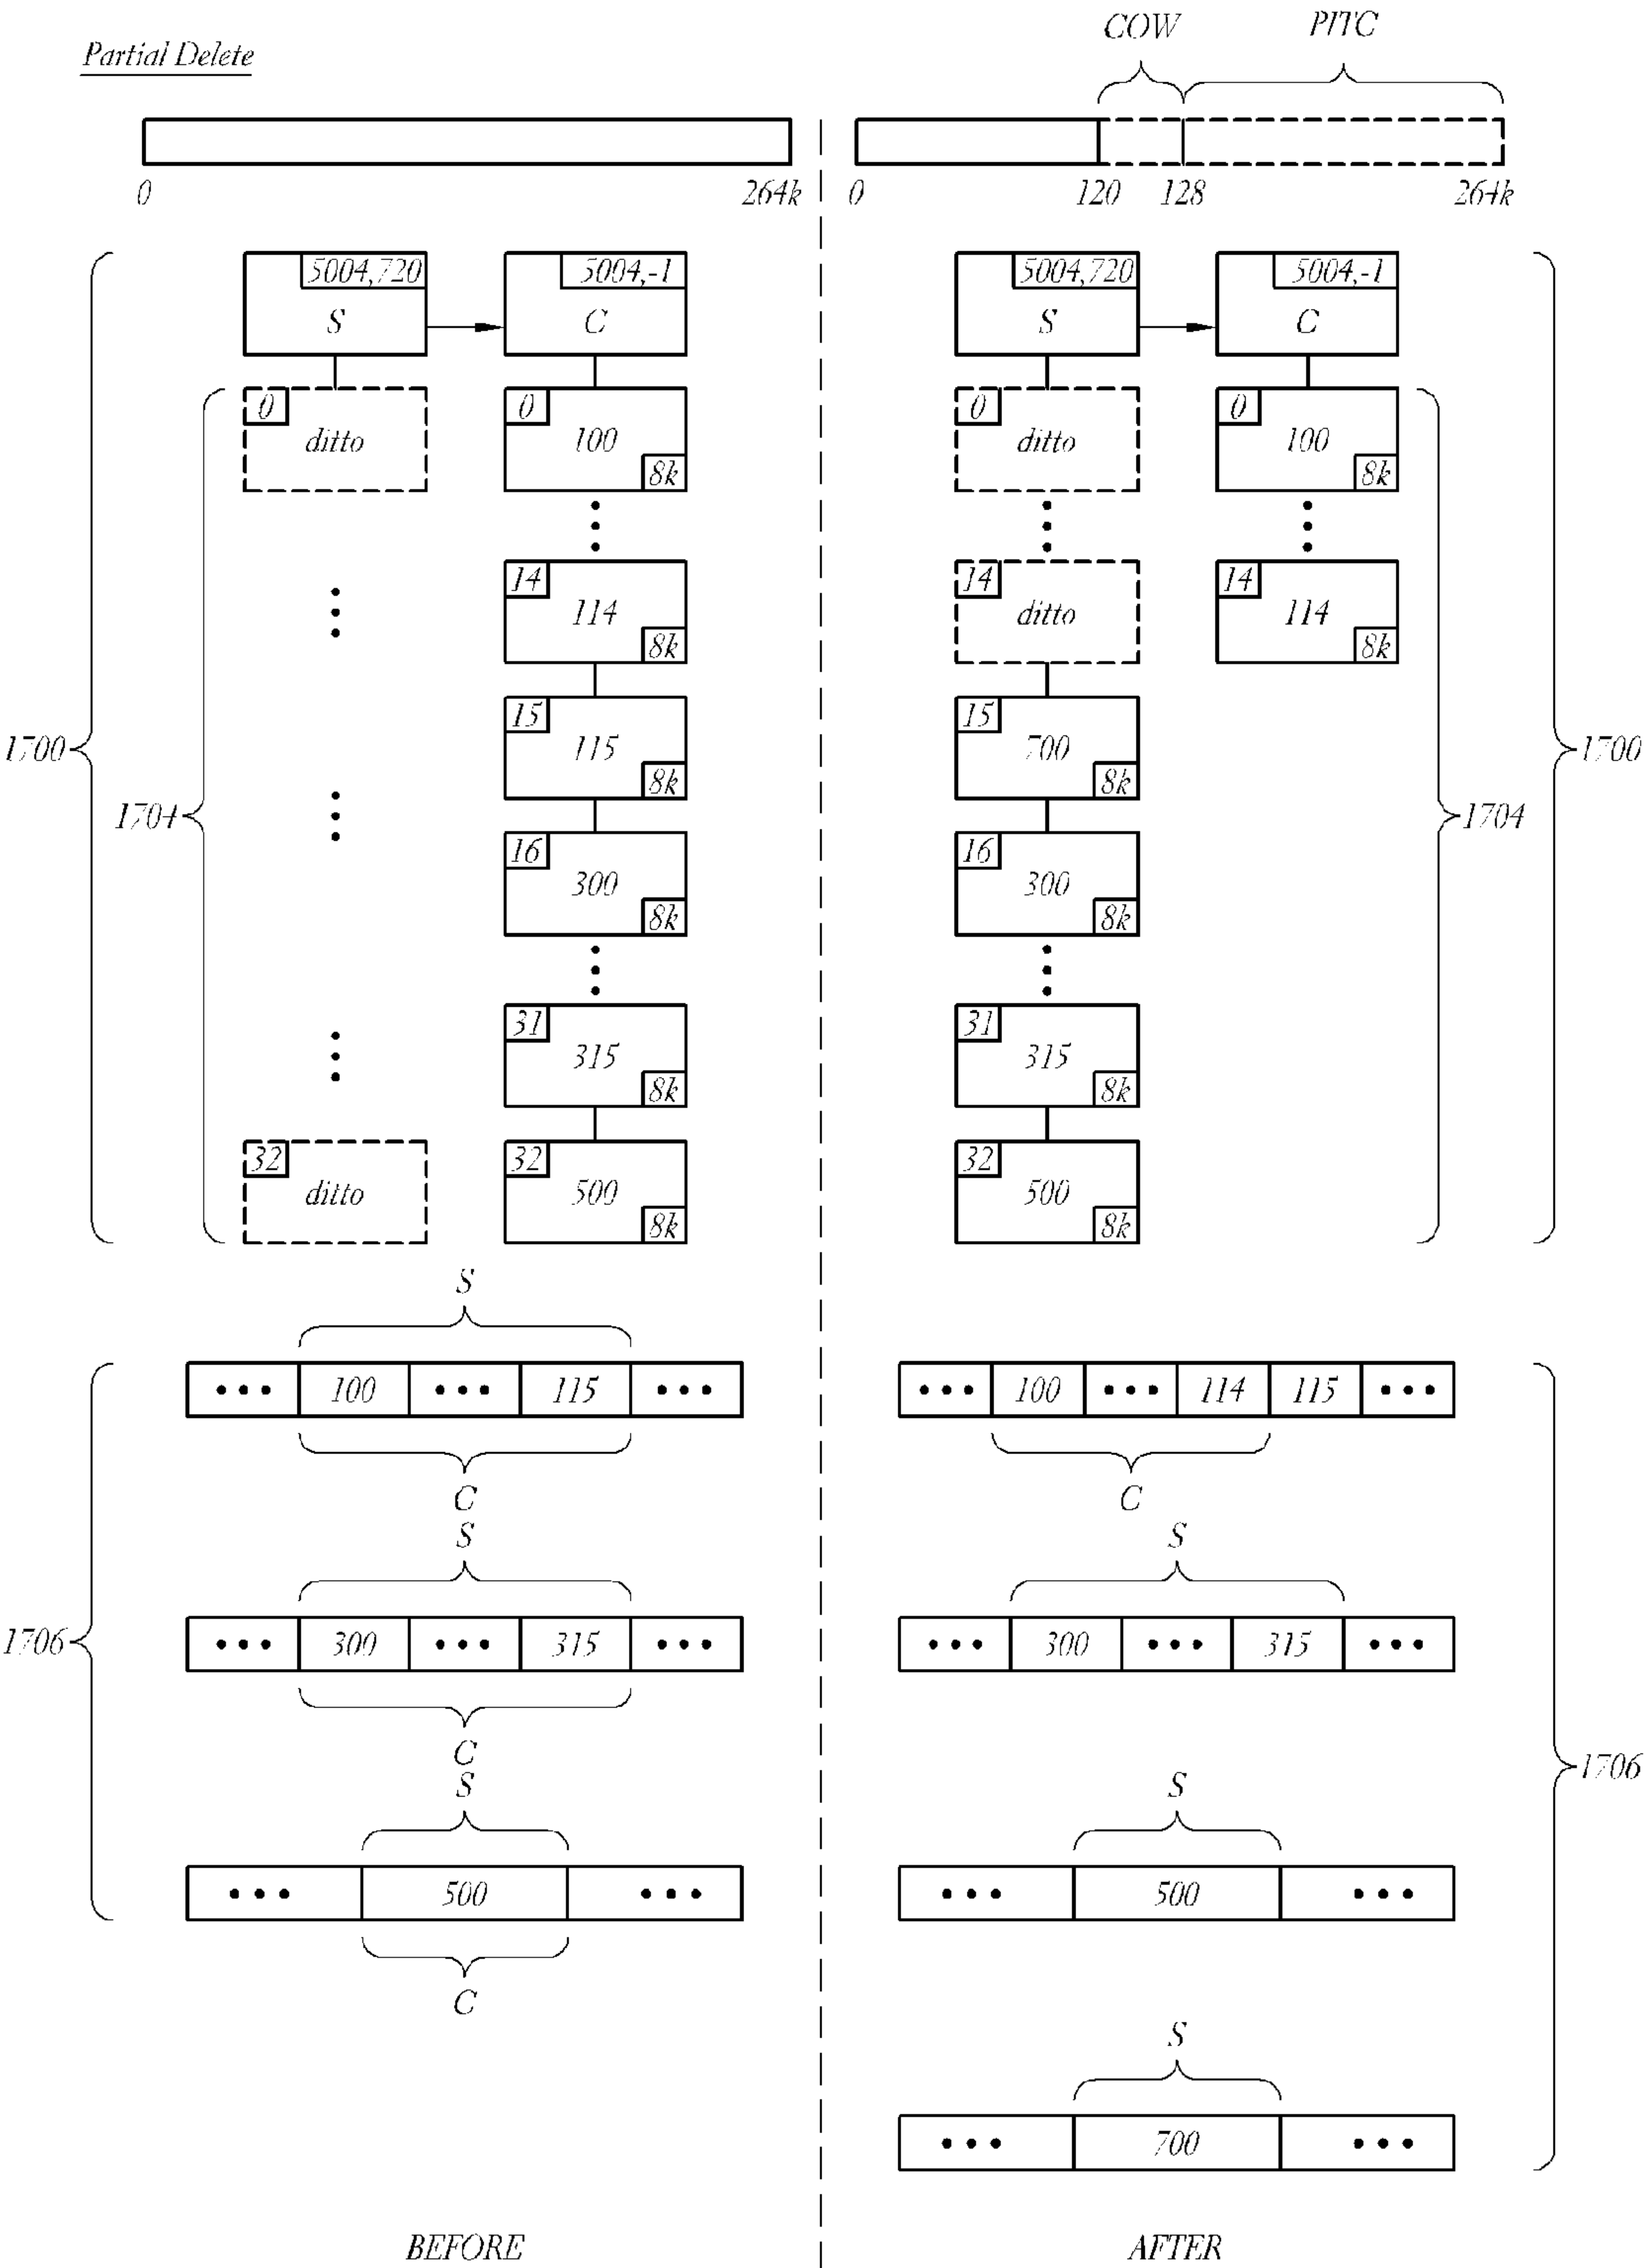 Partial Delete
COW PITC
0 264k 0 120 128 264k
5004,720 5004,-1 5004,720 5004,-1
S C S C
0 0 0 0
ditto 100 ditto 100
8k 8k
14 14 14
114 ditto 114
8k 8k
15 15
1700 115 700 1700
8k 8k
1704 1704
16 16
300 300
8k 8k
31 31
315 315
8k 8k
32 32 32
ditto 500 500
8k 8k
S
100 115 100 114 115
C C
S S
1706 300 315 300 315
C
1706
S S
500 500
C
S
700
BEFORE AFTER